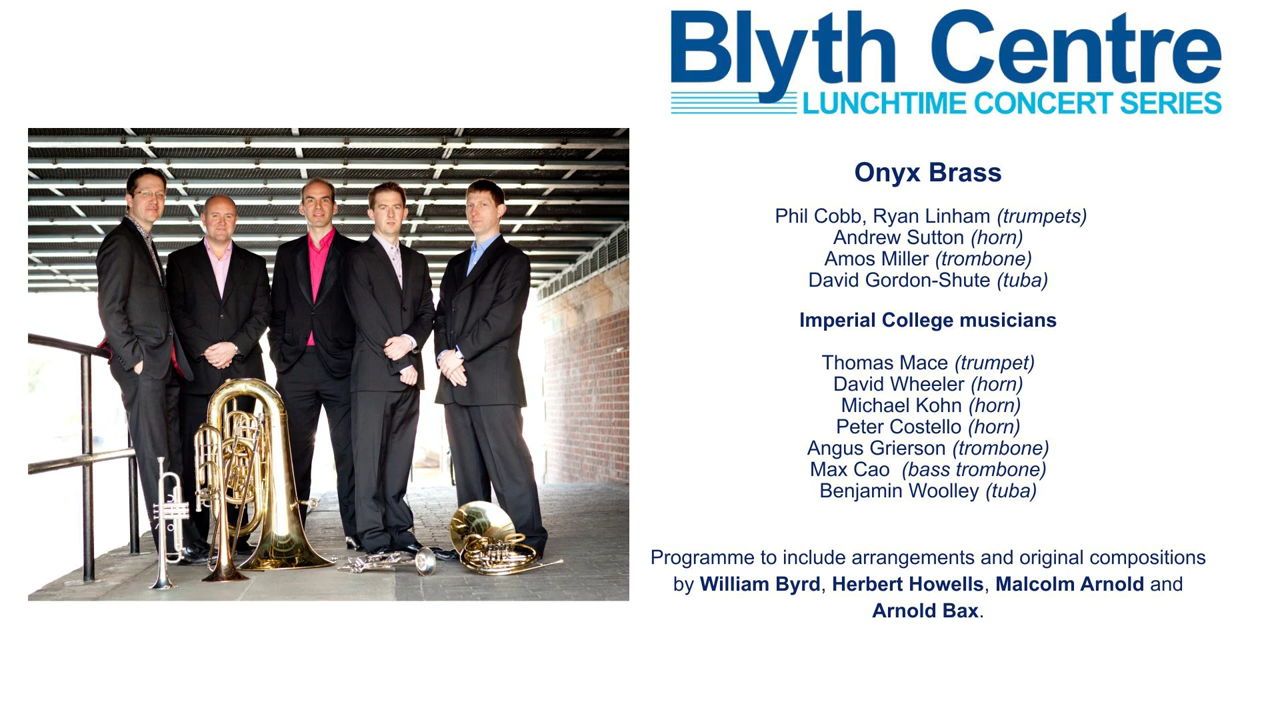 Blyth Centre
LUNCHTIME CONCERT SERIES
Onyx Brass
Phil Cobb, Ryan Linham (trumpets)
Andrew Sutton (horn)
Amos Miller (trombone)
David Gordon-Shute (tuba)
Imperial College musicians
Thomas Mace (trumpet)
David Wheeler (horn)
Michael Kohn (horn)
Peter Costello (horn)
Angus Grierson (trombone)
Max Cao (bass trombone)
Benjamin Woolley (tuba)
Programme to include arrangements and original compositions
by William Byrd, Herbert Howells, Malcolm Arnold and
Arnold Bax.